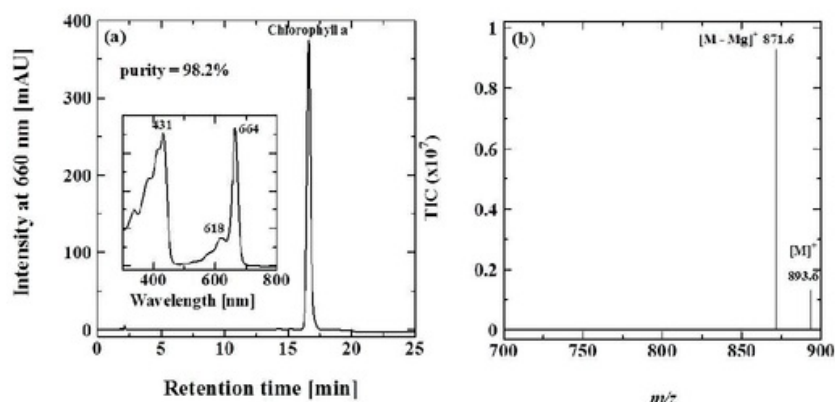 (a)
Chlorophyll a
purity = 98.2%
Intensity at 660 nm [mAU]
400
300
200
100
0
0 5 10 15 20 25
Retention time [min]
431
664
618
400 600 800
Wavelength [nm]
(b)
[M - Mg]+ 871.6
[M]+
893.6
TIC (x10⁷)
1
0.8
0.6
0.4
0.2
0
700 750 800 850 900
m/z